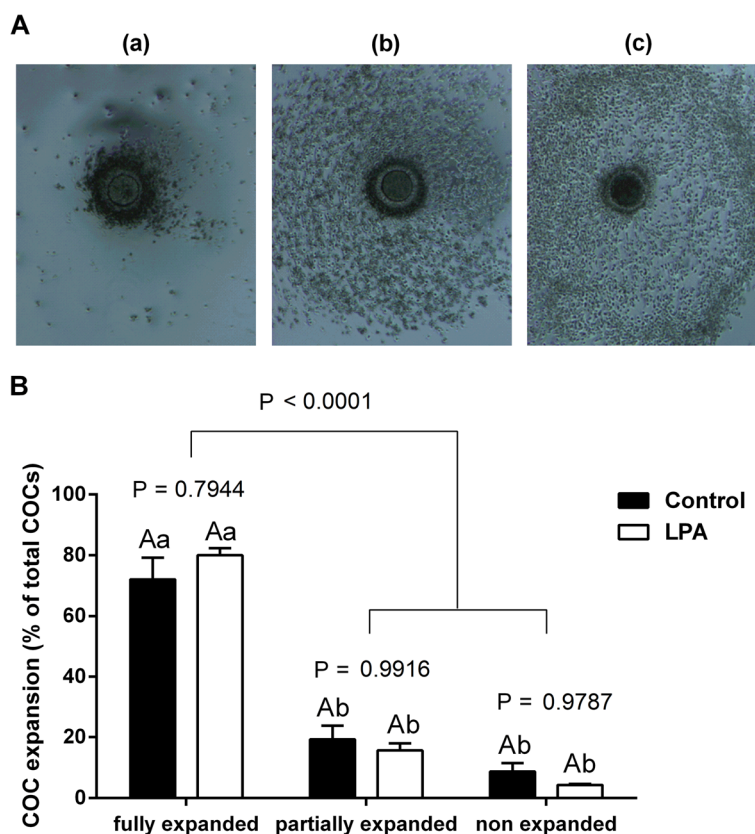 A
(a) (b) (c)
B
P < 0.0001
COC expansion (% of total COCs)
100
80
60
40
20
0
P = 0.7944
Aa Aa
P = 0.9916
Ab Ab
P = 0.9787
Ab Ab
Control
LPA
fully expanded partially expanded non expanded